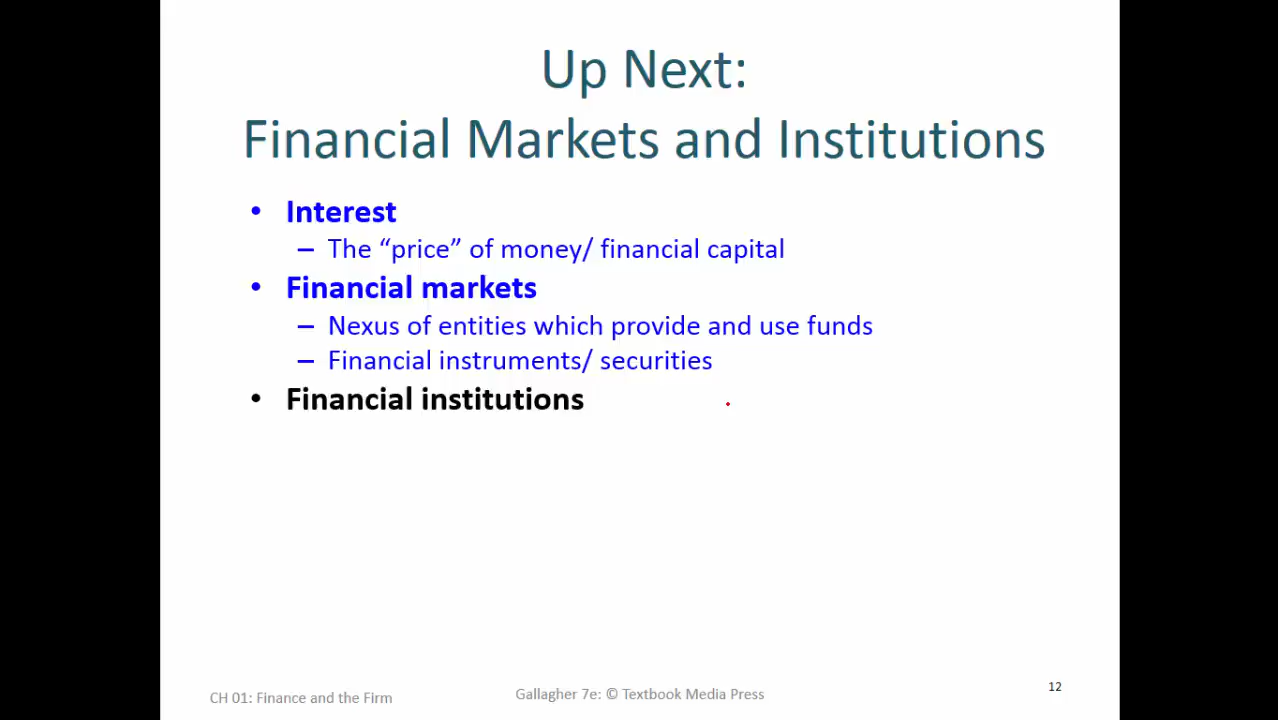 Up Next:
Financial Markets and Institutions
• Interest
– The “price” of money/ financial capital
• Financial markets
– Nexus of entities which provide and use funds
– Financial instruments/ securities
• Financial institutions
CH 01: Finance and the Firm
Gallagher 7e: © Textbook Media Press
12